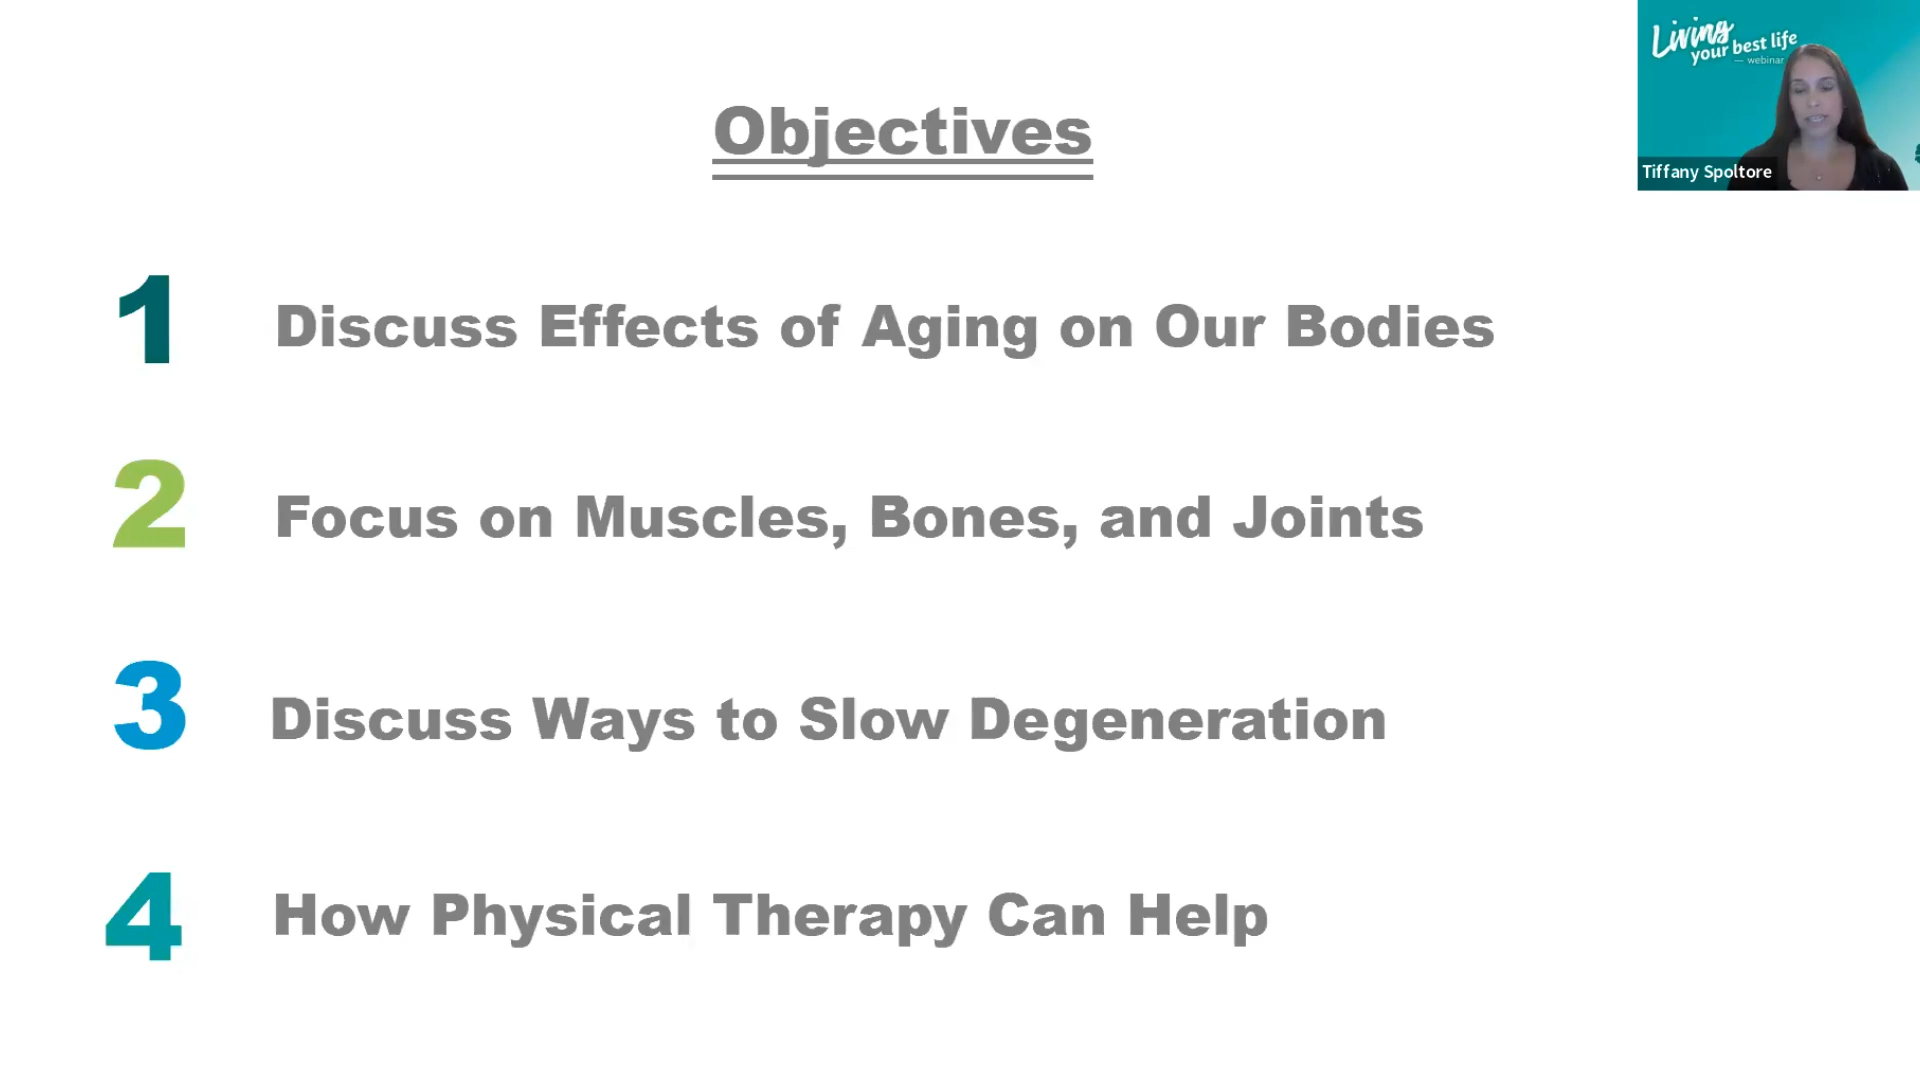 Objectives
1 Discuss Effects of Aging on Our Bodies
2 Focus on Muscles, Bones, and Joints
3 Discuss Ways to Slow Degeneration
4 How Physical Therapy Can Help
Living
your best life
— webinar
Tiffany Spoltore